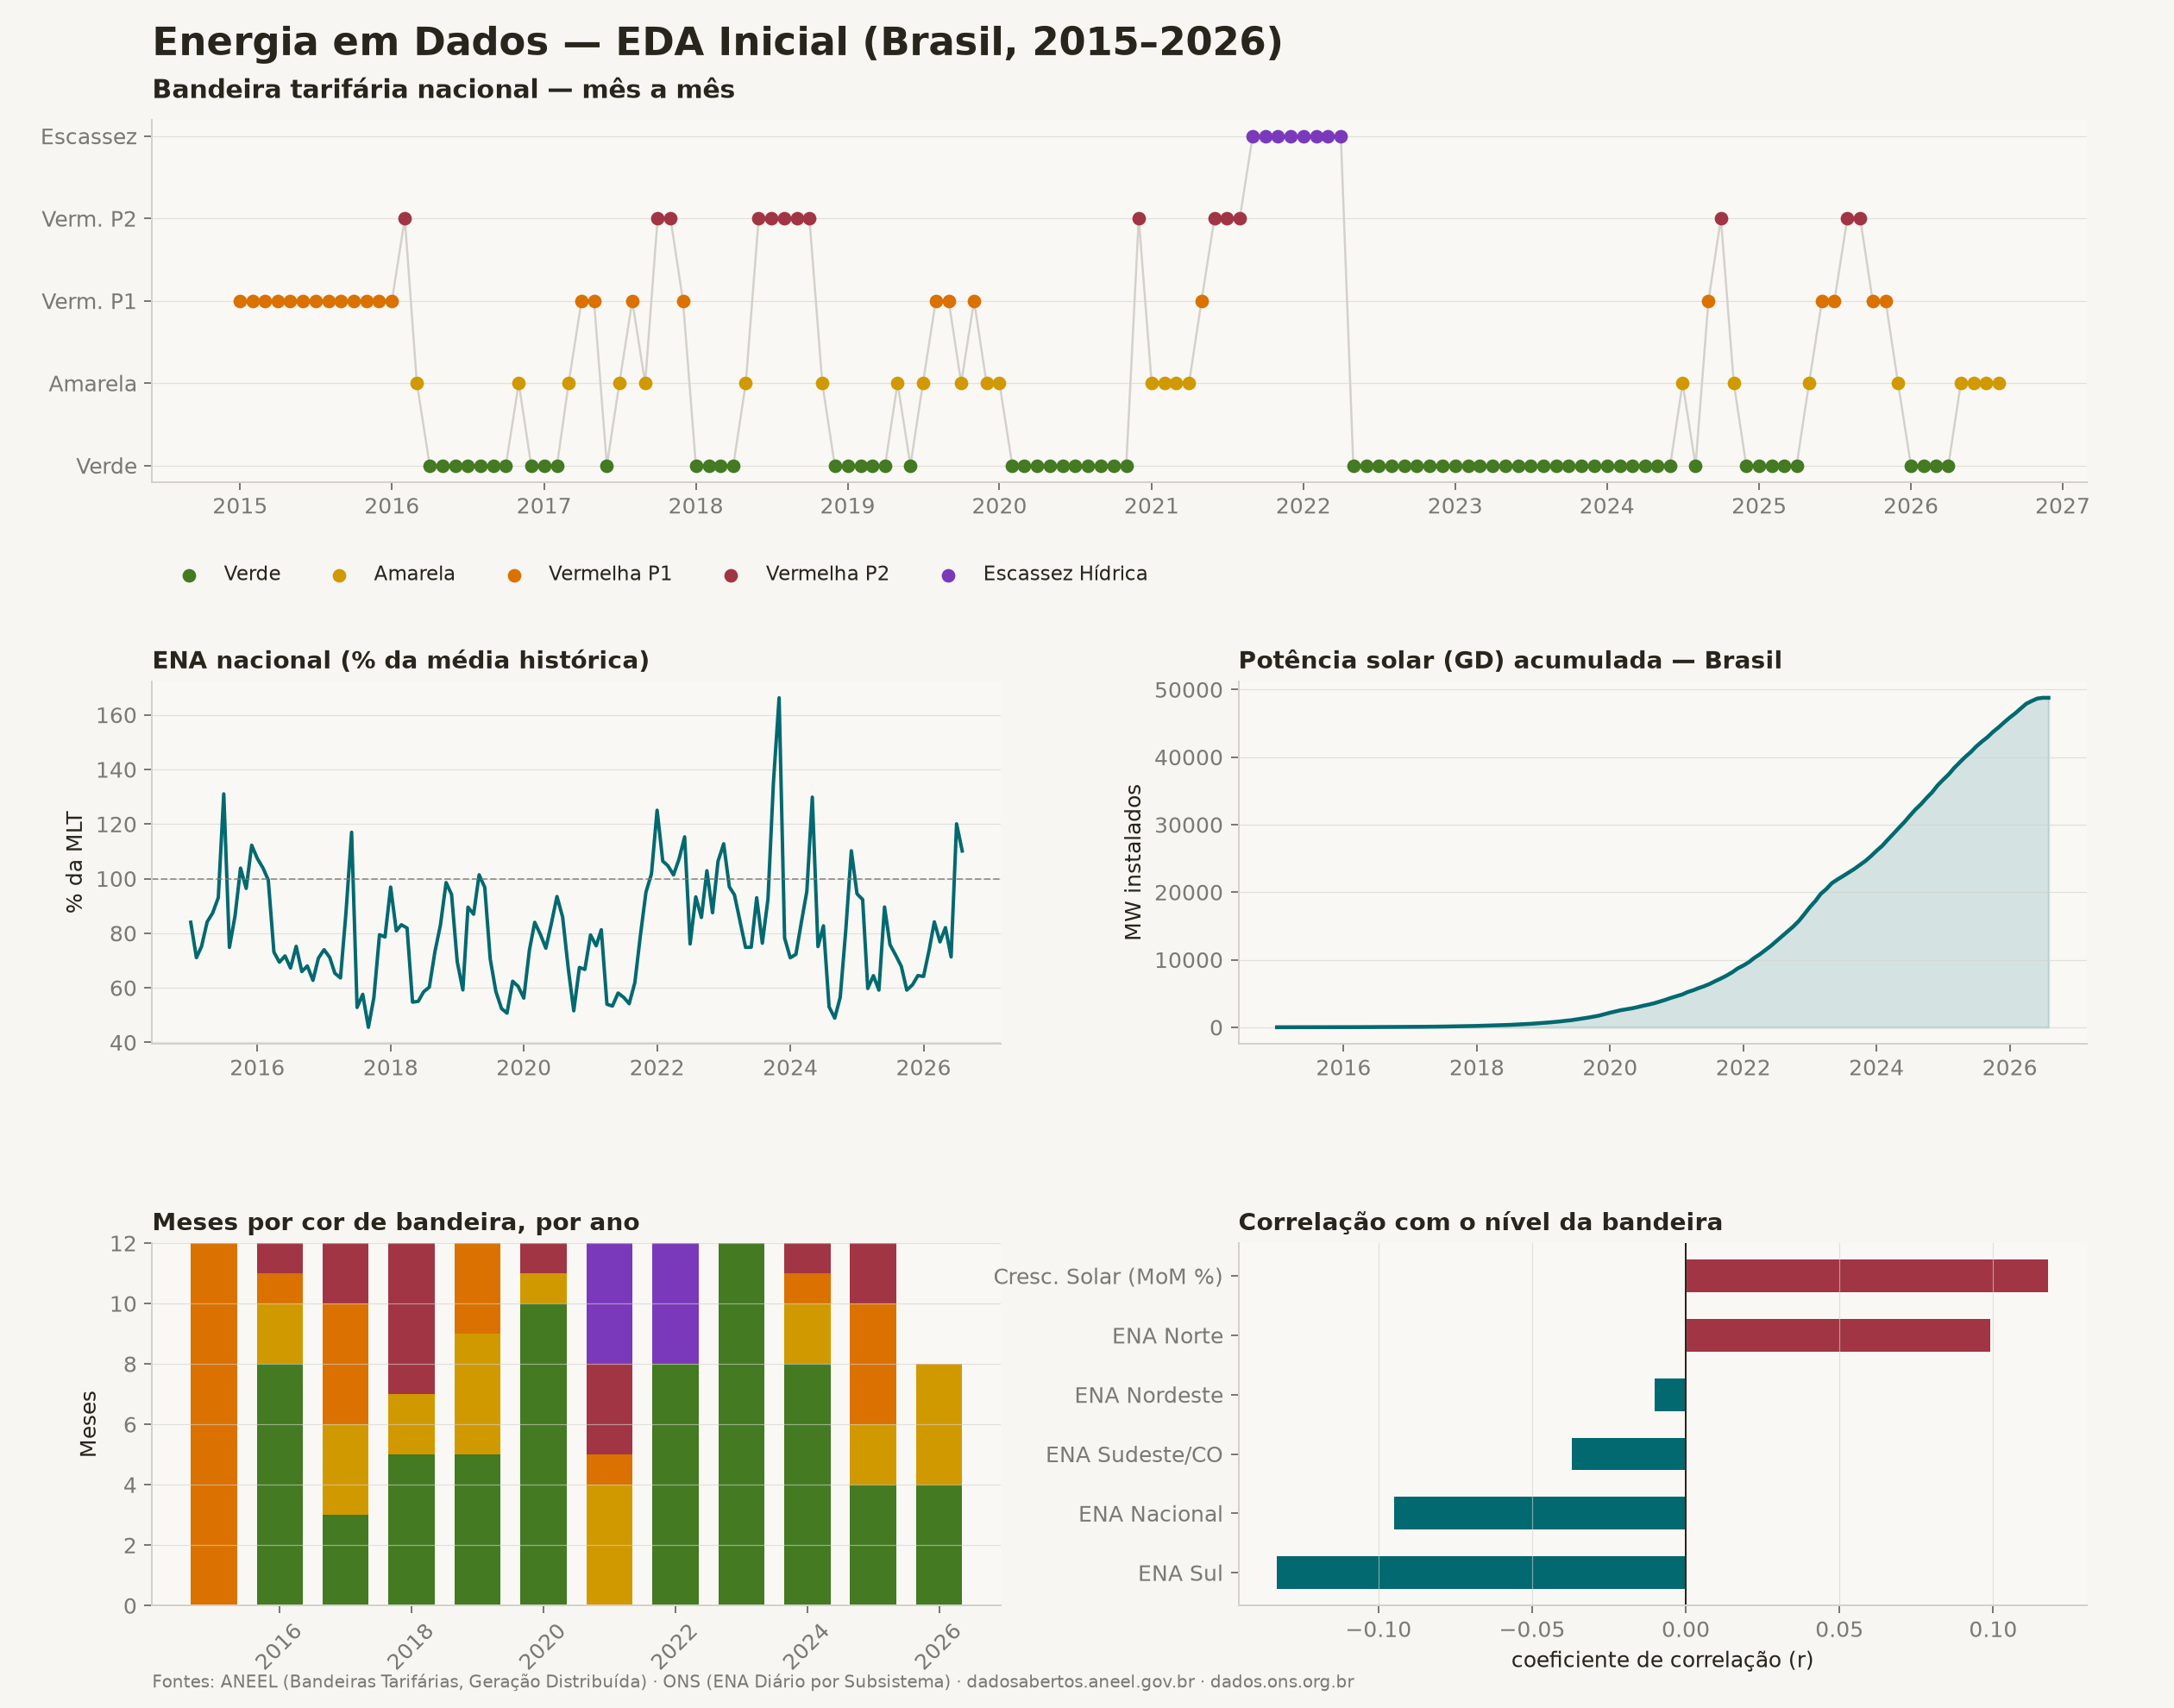 Energia em Dados — EDA Inicial (Brasil, 2015–2026)
Bandeira tarifária nacional — mês a mês
Escassez
Verm. P2
Verm. P1
Amarela
Verde
2015 2016 2017 2018 2019 2020 2021 2022 2023 2024 2025 2026 2027
Verde Amarela Vermelha P1 Vermelha P2 Escassez Hídrica
ENA nacional (% da média histórica)
% da MLT
160
140
120
100
80
60
40
2016 2018 2020 2022 2024 2026
Potência solar (GD) acumulada — Brasil
MW instalados
50000
40000
30000
20000
10000
0
2016 2018 2020 2022 2024 2026
Meses por cor de bandeira, por ano
Meses
12
10
8
6
4
2
0
2016 2018 2020 2022 2024 2026
Correlação com o nível da bandeira
Cresc. Solar (MoM %)
ENA Norte
ENA Nordeste
ENA Sudeste/CO
ENA Nacional
ENA Sul
−0.10 −0.05 0.00 0.05 0.10
coeficiente de correlação (r)
Fontes: ANEEL (Bandeiras Tarifárias, Geração Distribuída) · ONS (ENA Diário por Subsistema) · dadosabertos.aneel.gov.br · dados.ons.org.br